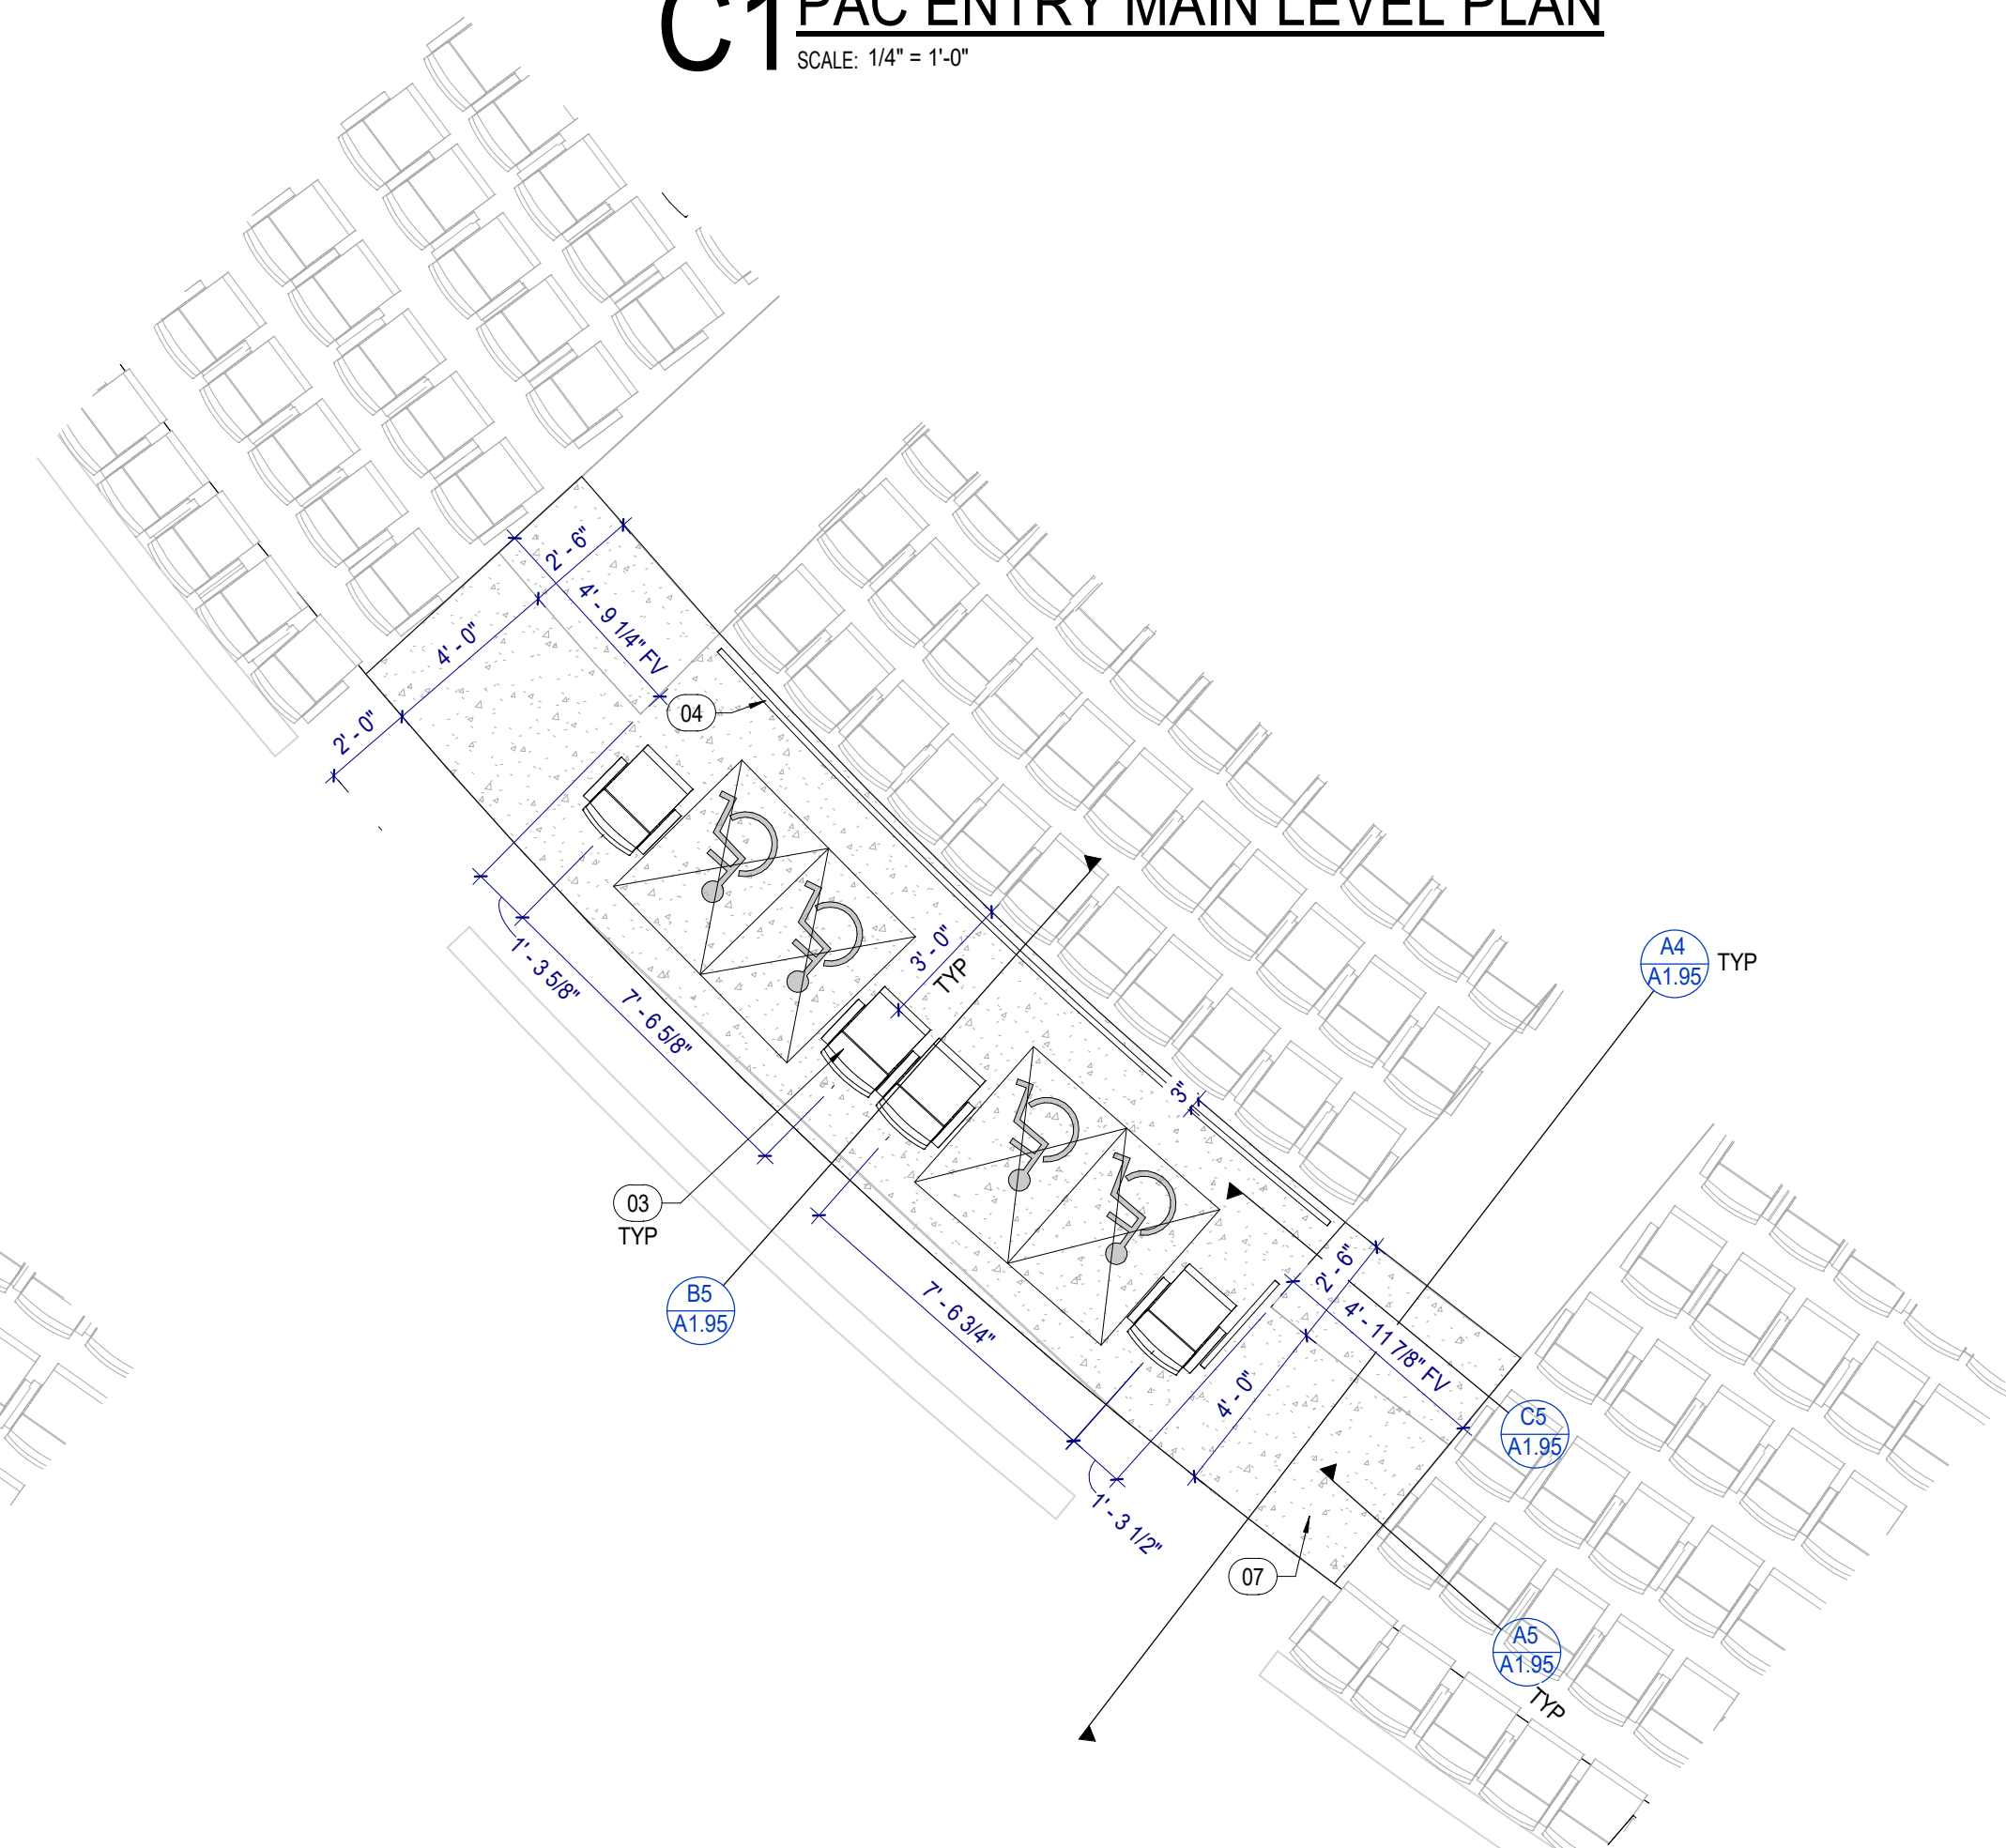 C1 PAC ENTRY MAIN LEVEL PLAN
SCALE: 1/4" = 1'-0"
2' - 6"
4' - 9 1/4" FV
4' - 0"
2' - 0"
04
1' - 3 5/8"
7' - 6 5/8"
3' - 0"
TYP
A4
A1.95
TYP
3"
03
TYP
B5
A1.95
7' - 6 3/4"
2' - 6"
4' - 11 7/8" FV
4' - 0"
C5
A1.95
1' - 3 1/2"
07
A5
A1.95
TYP